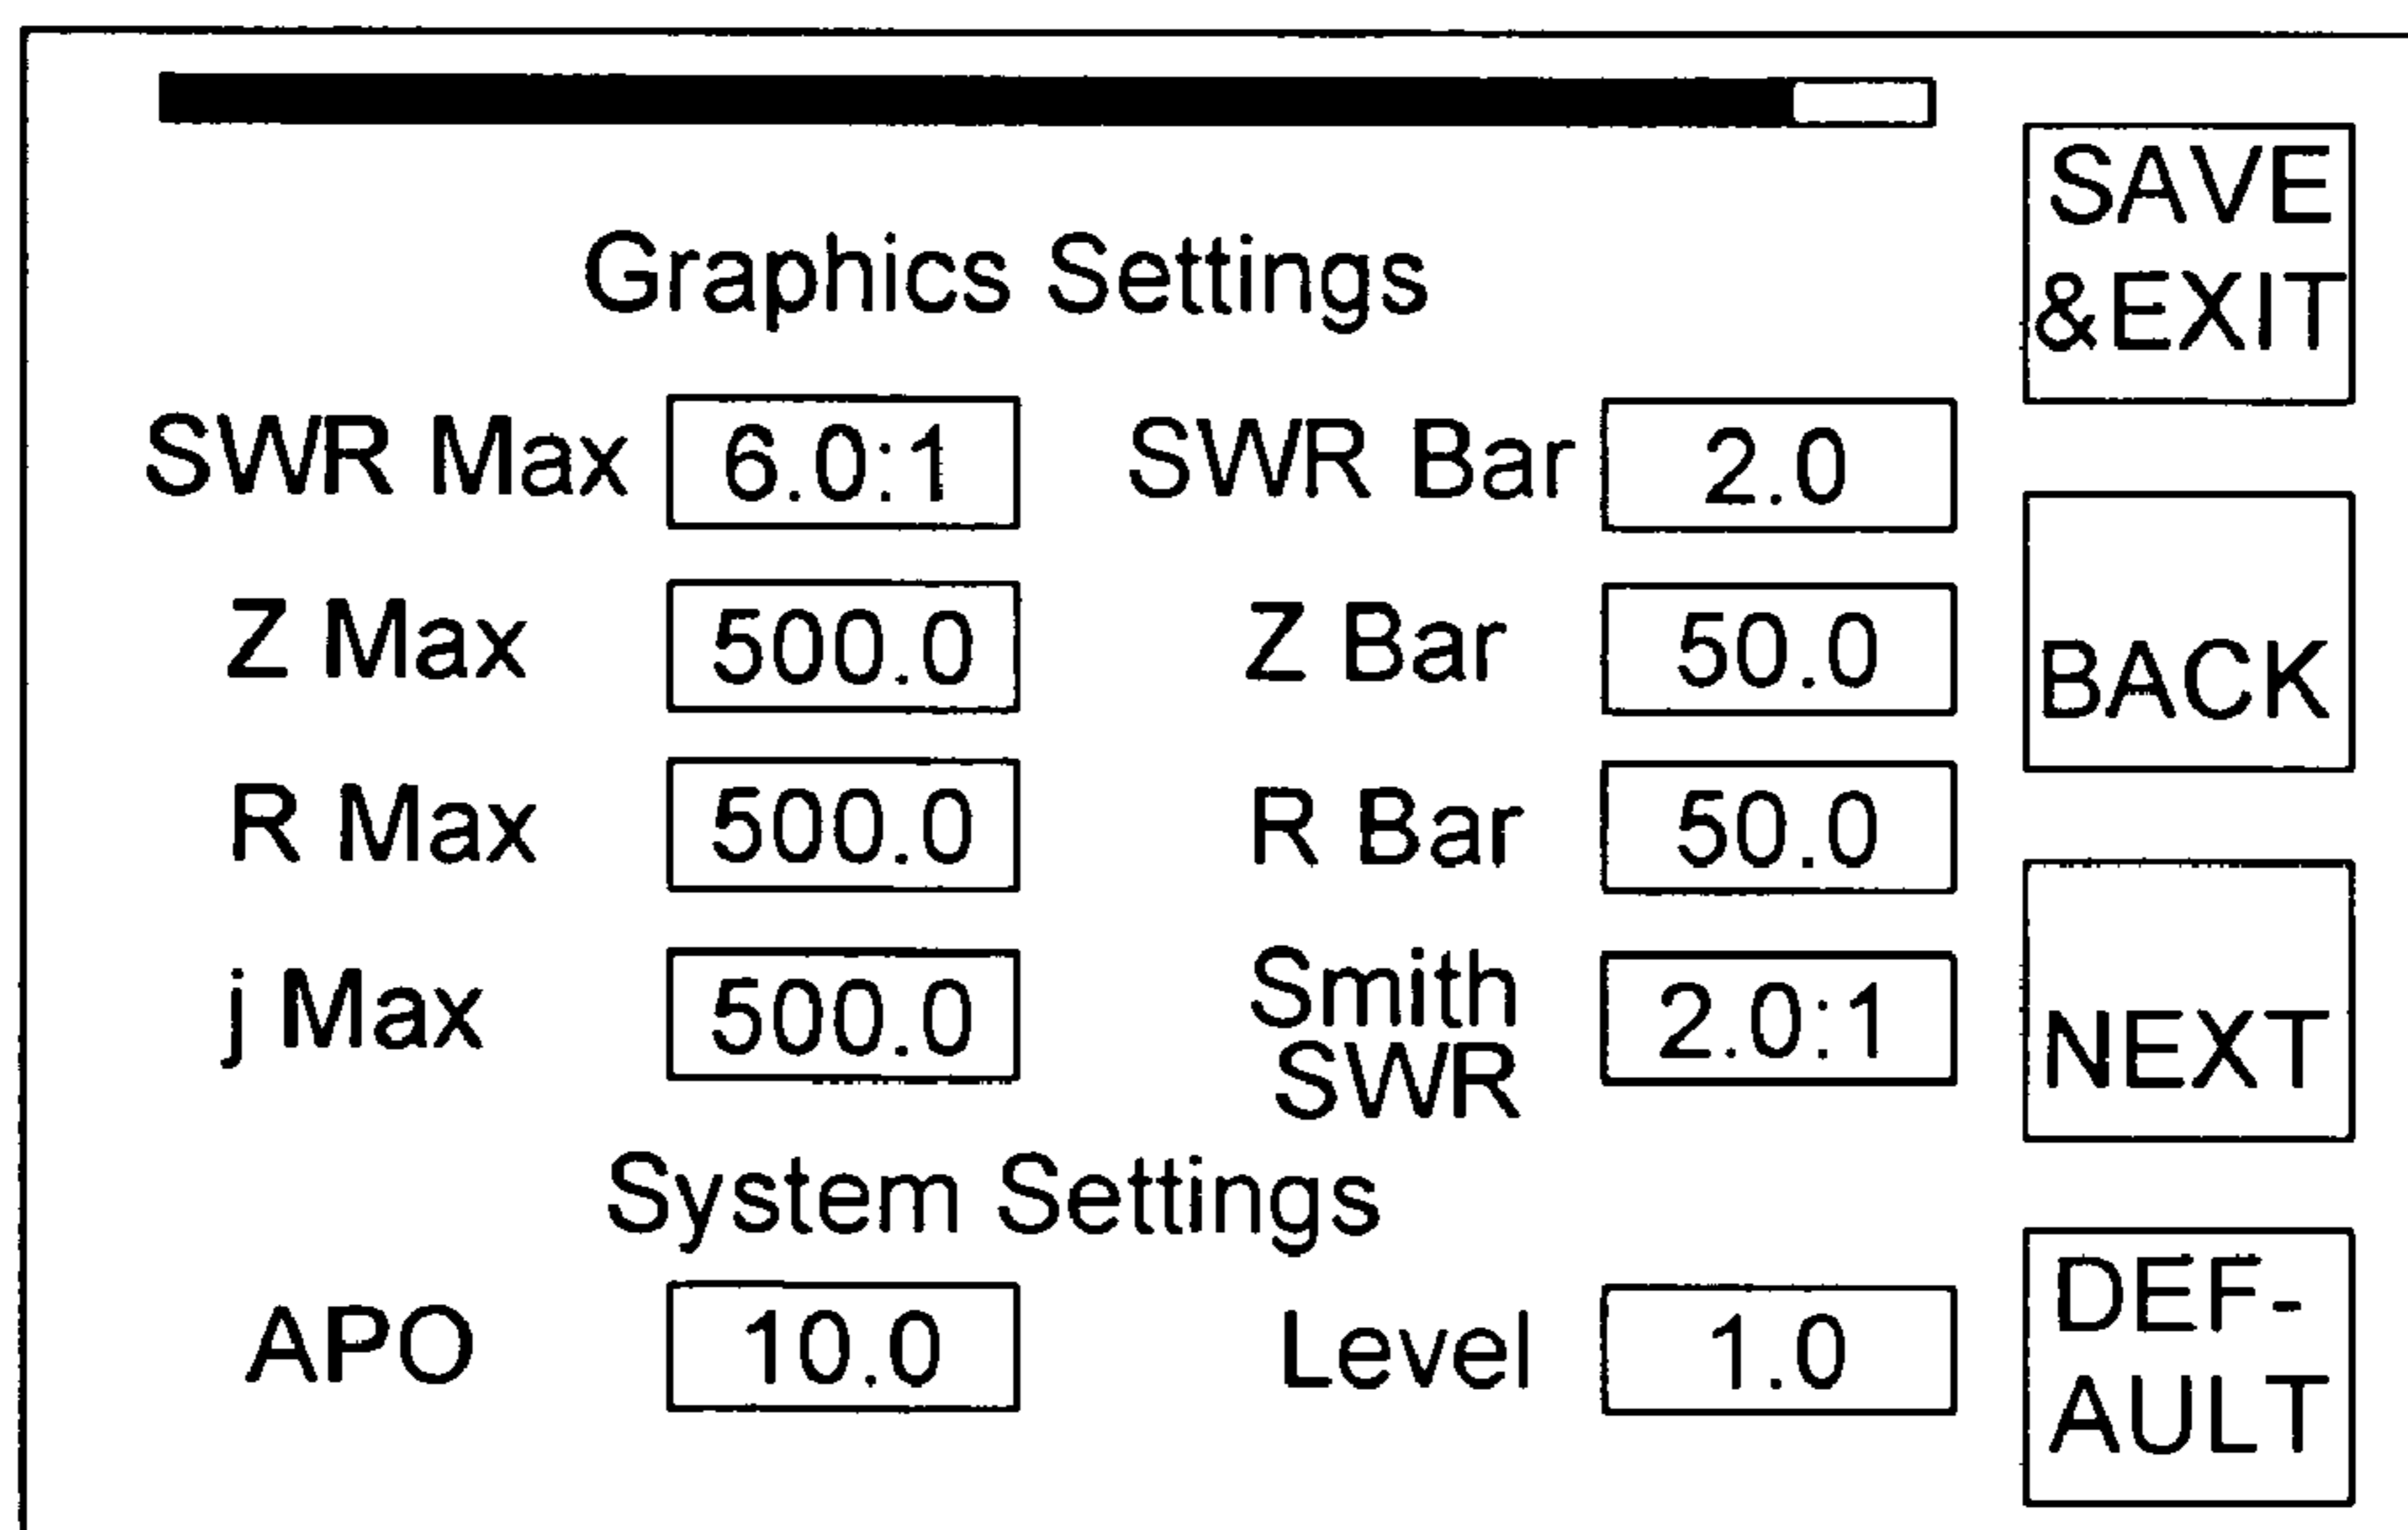 Graphics Settings
SWR Max 6.0:1 SWR Bar 2.0
Z Max 500.0 Z Bar 50.0
R Max 500.0 R Bar 50.0
j Max 500.0 Smith SWR 2.0:1
System Settings
APO 10.0 Level 1.0
SAVE
&EXIT
BACK
NEXT
DEF-
AULT